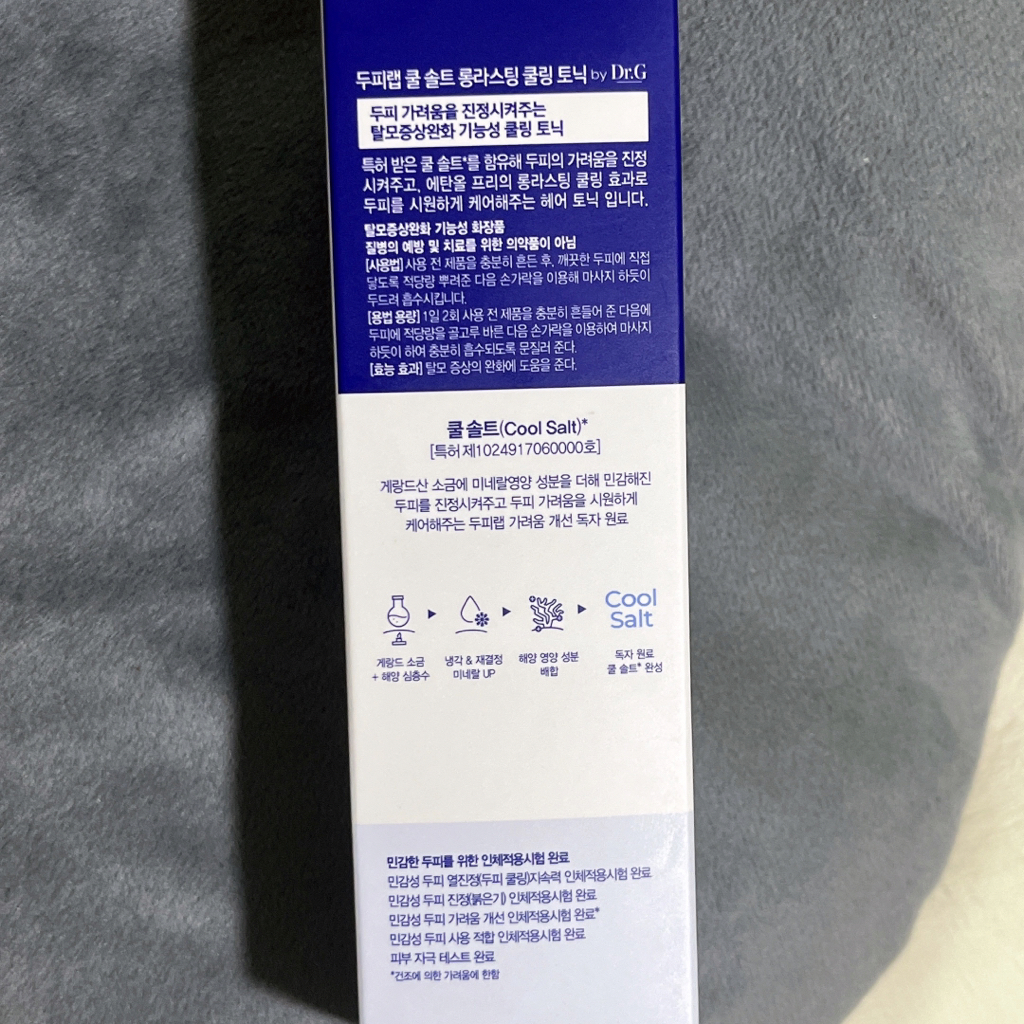 두피랩 쿨 솔트 롱라스팅 쿨링 토닉 by Dr.G
두피 가려움을 진정시켜주는
탈모증상완화 기능성 쿨링 토닉
특허 받은 쿨 솔트*를 함유해 두피의 가려움을 진정
시켜주고, 에탄올 프리의 롱라스팅 쿨링 효과로
두피를 시원하게 케어해주는 헤어 토닉 입니다.
탈모증상완화 기능성 화장품
질병의 예방 및 치료를 위한 의약품이 아님
[사용법] 사용 전 제품을 충분히 흔든 후, 깨끗한 두피에 직접
닿도록 적당량 뿌려준 다음 손가락을 이용해 마사지 하듯이
두드려 흡수시킵니다.
[용법 용량] 1일 2회 사용 전 제품을 충분히 흔들어 준 다음에
두피에 적당량을 골고루 바른 다음 손가락을 이용하여 마사지
하듯이 하여 충분히 흡수되도록 문질러 준다.
[효능 효과] 탈모 증상의 완화에 도움을 준다.
쿨 솔트(Cool Salt)*
[특허 제1024917060000호]
게랑드산 소금에 미네랄영양 성분을 더해 민감해진
두피를 진정시켜주고 두피 가려움을 시원하게
케어해주는 두피랩 가려움 개선 독자 원료
Cool
Salt
게랑드 소금
+ 해양 심층수
냉각 & 재결정
미네랄 UP
해양 영양 성분
배합
독자 원료
쿨 솔트* 완성
민감한 두피를 위한 인체적용시험 완료
민감성 두피 열진정(두피 쿨링)지속력 인체적용시험 완료
민감성 두피 진정(붉은기) 인체적용시험 완료
민감성 두피 가려움 개선 인체적용시험 완료*
민감성 두피 사용 적합 인체적용시험 완료
피부 자극 테스트 완료
*건조에 의한 가려움에 한함